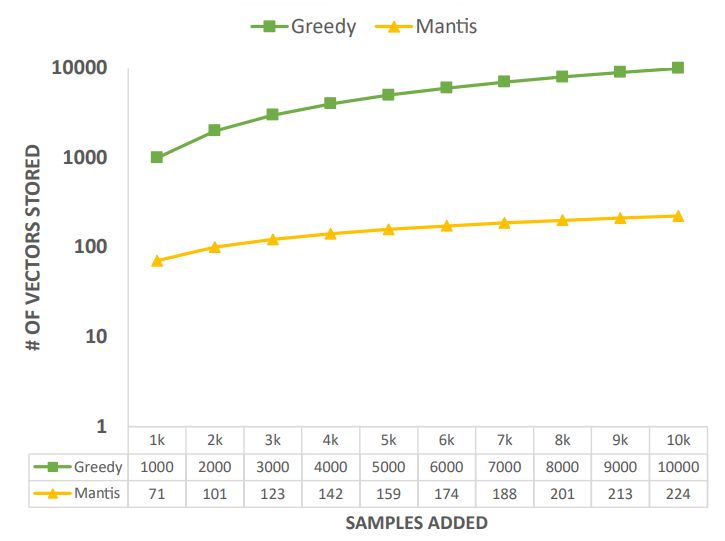 Greedy Mantis
10000
1000
100
10
1
# OF VECTORS STORED
1k 2k 3k 4k 5k 6k 7k 8k 9k 10k
Greedy 1000 2000 3000 4000 5000 6000 7000 8000 9000 10000
Mantis 71 101 123 142 159 174 188 201 213 224
SAMPLES ADDED